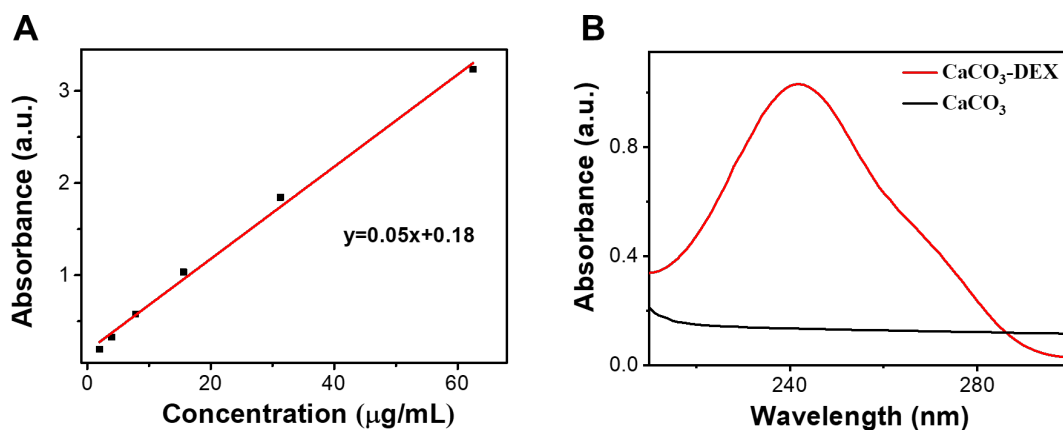 A
Absorbance (a.u.)
3
2
1
0
20
40
60
Concentration (μg/mL)
y=0.05x+0.18
B
Absorbance (a.u.)
0.8
0.4
0.0
240
280
Wavelength (nm)
CaCO₃-DEX
CaCO₃